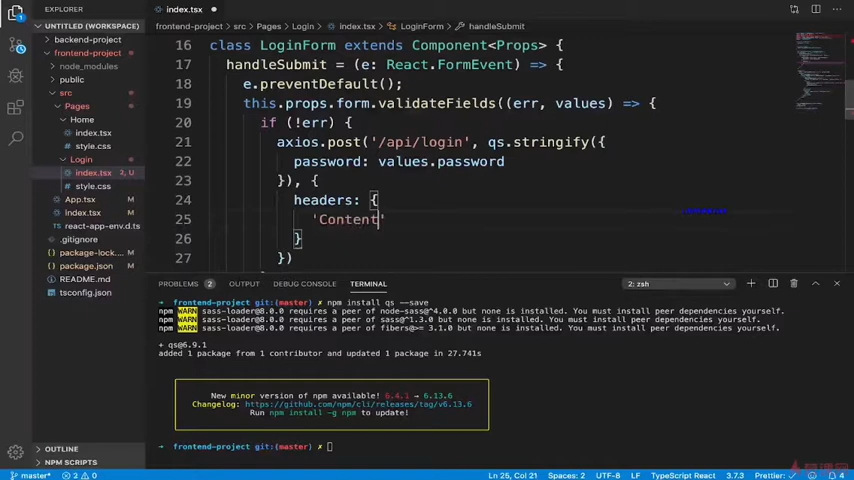 EXPLORER
index.tsx
UNTITLED (WORKSPACE)
backend-project
frontend-project
node_modules
public
src
Pages
Home
index.tsx
style.css
Login
index.tsx 2, U
style.css
App.tsx
index.tsx
react-app-env.d.ts
.gitignore
package-lock....
package.json
README.md
tsconfig.json
OUTLINE
NPM SCRIPTS
frontend-project › src › Pages › Login › index.tsx › LoginForm › handleSubmit
16 class LoginForm extends Component<Props> {
17 handleSubmit = (e: React.FormEvent) => {
18 e.preventDefault();
19 this.props.form.validateFields((err, values) => {
20 if (!err) {
21 axios.post('/api/login', qs.stringify({
22 password: values.password
23 }), {
24 headers: {
25 'Content'
26 }
27 })
PROBLEMS 2 OUTPUT DEBUG CONSOLE TERMINAL 2: zsh
➜ frontend-project git:(master) ✗ npm install qs --save
npm WARN sass-loader@8.0.0 requires a peer of node-sass@^4.0.0 but none is installed. You must install peer dependencies yourself.
npm WARN sass-loader@8.0.0 requires a peer of sass@^1.3.0 but none is installed. You must install peer dependencies yourself.
npm WARN sass-loader@8.0.0 requires a peer of fibers@>= 3.1.0 but none is installed. You must install peer dependencies yourself.
+ qs@6.9.1
added 1 package from 1 contributor and updated 1 package in 27.741s
New minor version of npm available! 6.4.1 → 6.13.6
Changelog: https://github.com/npm/cli/releases/tag/v6.13.6
Run npm install -g npm to update!
➜ frontend-project git:(master) ✗
master* 2 0 Ln 25, Col 21 Spaces: 2 UTF-8 LF TypeScript React 3.7.3 Prettier: ✓ 4